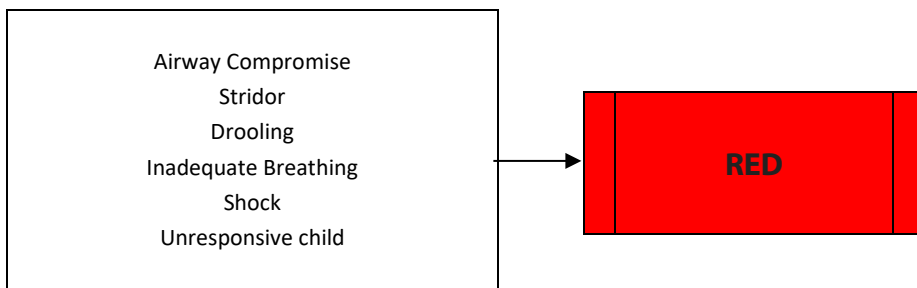 Airway Compromise
Stridor
Drooling
Inadequate Breathing
Shock
Unresponsive child
RED